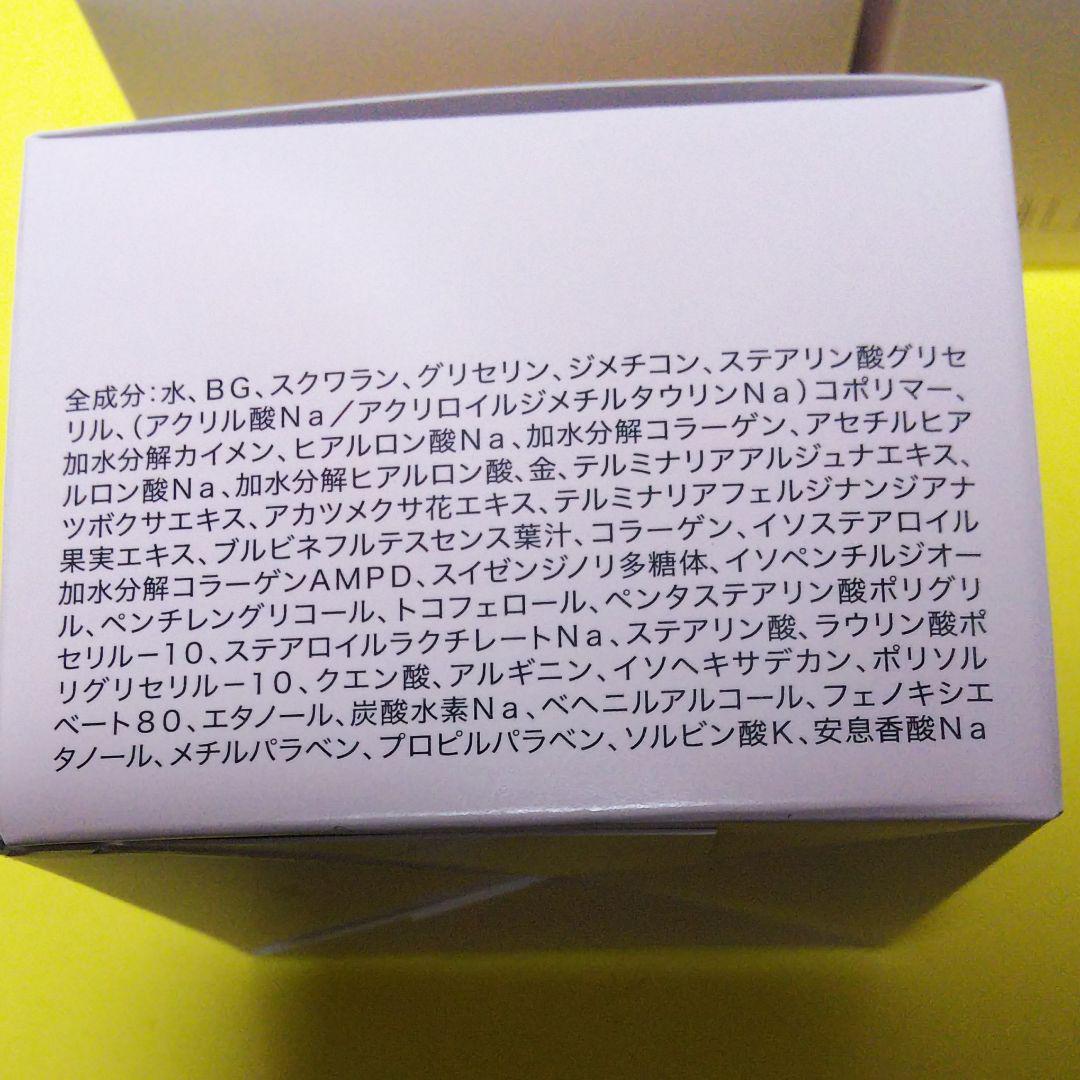 全成分:水、BG、スクワラン、グリセリン、ジメチコン、ステアリン酸グリセ
リル、(アクリル酸Na/アクリロイルジメチルタウリンNa)コポリマー、
加水分解カイメン、ヒアルロン酸Na、加水分解コラーゲン、アセチルヒア
ルロン酸Na、加水分解ヒアルロン酸、金、テルミナリアアルジュナエキス、
ツボクサエキス、アカツメクサ花エキス、テルミナリアフェルジナンジアナ
果実エキス、ブルビネフルテスセンス葉汁、コラーゲン、イソステアロイル
加水分解コラーゲンAMPD、スイゼンジノリ多糖体、イソペンチルジオー
ル、ペンチレングリコール、トコフェロール、ペンタステアリン酸ポリグリ
セリル-10、ステアロイルラクチレートNa、ステアリン酸、ラウリン酸ポ
リグリセリル-10、クエン酸、アルギニン、イソヘキサデカン、ポリソル
ベート80、エタノール、炭酸水素Na、ベヘニルアルコール、フェノキシエ
タノール、メチルパラベン、プロピルパラベン、ソルビン酸K、安息香酸Na